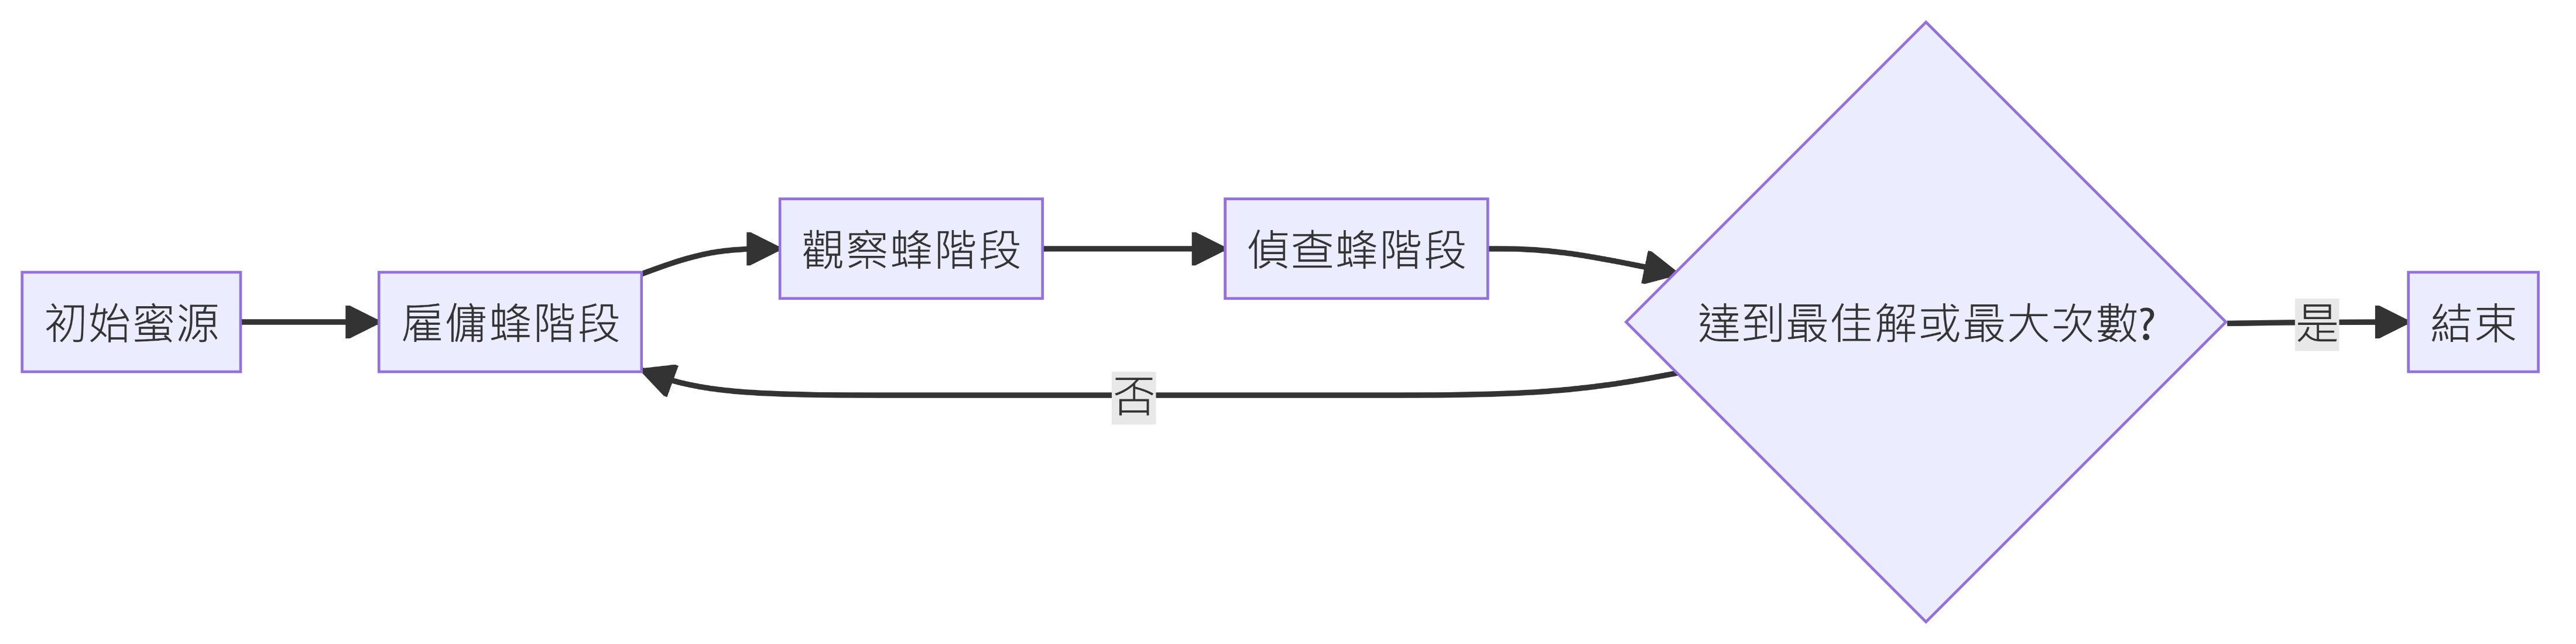 初始蜜源
雇傭蜂階段
觀察蜂階段
偵查蜂階段
達到最佳解或最大次數?
是
結束
否